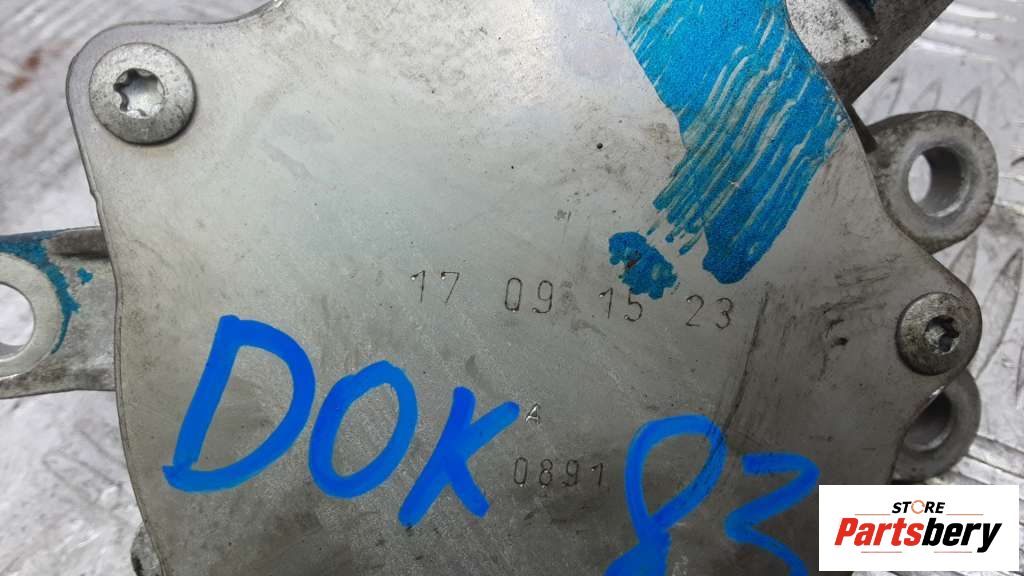 17 09 15 23
A
0891
DOK 83
STORE
Partsbery